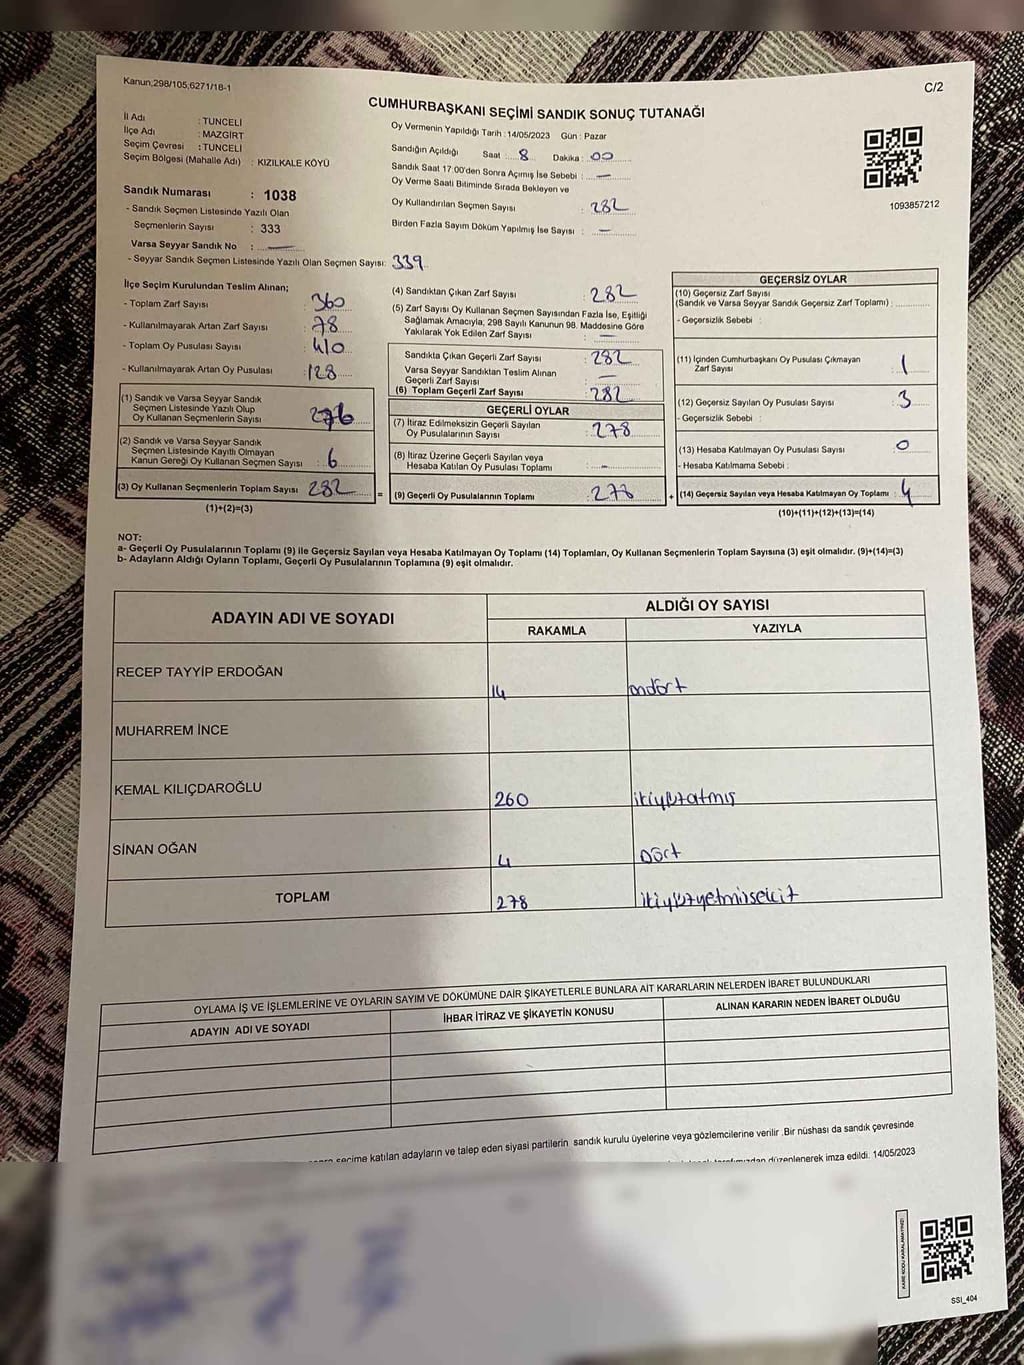 Kanun;298/105,6271/18-1
C/2
CUMHURBAŞKANI SEÇİMİ SANDIK SONUÇ TUTANAĞI
İl Adı : TUNCELİ
İlçe Adı : MAZGİRT
Seçim Çevresi : TUNCELİ
Seçim Bölgesi (Mahalle Adı) : KIZILKALE KÖYÜ
Sandık Numarası : 1038
- Sandık Seçmen Listesinde Yazılı Olan
Seçmenlerin Sayısı : 333
Varsa Seyyar Sandık No : —
- Seyyar Sandık Seçmen Listesinde Yazılı Olan Seçmen Sayısı: 339
Oy Vermenin Yapıldığı Tarih : 14/05/2023 Gün : Pazar
Sandığın Açıldığı Saat : 8 Dakika : 00
Sandık Saat 17:00'den Sonra Açımış İse Sebebi : —
Oy Verme Saati Bitiminde Sırada Bekleyen ve
Oy Kullandırılan Seçmen Sayısı : 282
Birden Fazla Sayım Döküm Yapılmış İse Sayısı : —
1093857212
İlçe Seçim Kurulundan Teslim Alınan;
- Toplam Zarf Sayısı : 360
- Kullanılmayarak Artan Zarf Sayısı : 78
- Toplam Oy Pusulası Sayısı : 410
- Kullanılmayarak Artan Oy Pusulası : 128
(1) Sandık ve Varsa Seyyar Sandık
Seçmen Listesinde Yazılı Olup
Oy Kullanan Seçmenlerin Sayısı : 276
(2) Sandık ve Varsa Seyyar Sandık
Seçmen Listesinde Kayıtlı Olmayan
Kanun Gereği Oy Kullanan Seçmen Sayısı : 6
(3) Oy Kullanan Seçmenlerin Toplam Sayısı : 282
(1)+(2)=(3)
(4) Sandıktan Çıkan Zarf Sayısı : 282
(5) Zarf Sayısı Oy Kullanan Seçmen Sayısından Fazla İse, Eşitliği
Sağlamak Amacıyla, 298 Sayılı Kanunun 98. Maddesine Göre
Yakılarak Yok Edilen Zarf Sayısı : —
Sandıkta Çıkan Geçerli Zarf Sayısı : 282
Varsa Seyyar Sandıktan Teslim Alınan
Geçerli Zarf Sayısı : —
(6) Toplam Geçerli Zarf Sayısı : 282
GEÇERLİ OYLAR
(7) İtiraz Edilmeksizin Geçerli Sayılan
Oy Pusulalarının Sayısı : 278
(8) İtiraz Üzerine Geçerli Sayılan veya
Hesaba Katılan Oy Pusulası Toplamı : -
= (9) Geçerli Oy Pusulalarının Toplamı : 278
GEÇERSİZ OYLAR
(10) Geçersiz Zarf Sayısı
(Sandık ve Varsa Seyyar Sandık Geçersiz Zarf Toplamı) :
- Geçersizlik Sebebi :
(11) İçinden Cumhurbaşkanı Oy Pusulası Çıkmayan
Zarf Sayısı : 1
(12) Geçersiz Sayılan Oy Pusulası Sayısı : 3
- Geçersizlik Sebebi :
(13) Hesaba Katılmayan Oy Pusulası Sayısı : 0
- Hesaba Katılmama Sebebi :
+ (14) Geçersiz Sayılan veya Hesaba Katılmayan Oy Toplamı : 4
(10)+(11)+(12)+(13)=(14)
NOT:
a- Geçerli Oy Pusulalarının Toplamı (9) ile Geçersiz Sayılan veya Hesaba Katılmayan Oy Toplamı (14) Toplamları, Oy Kullanan Seçmenlerin Toplam Sayısına (3) eşit olmalıdır. (9)+(14)=(3)
b- Adayların Aldığı Oyların Toplamı, Geçerli Oy Pusulalarının Toplamına (9) eşit olmalıdır.
ADAYIN ADI VE SOYADI
ALDIĞI OY SAYISI
RAKAMLA YAZIYLA
RECEP TAYYİP ERDOĞAN 14 ondört
MUHARREM İNCE
KEMAL KILIÇDAROĞLU 260 ikiyüzatmış
SİNAN OĞAN 4 Dört
TOPLAM 278 ikiyüzyetmişsekit
OYLAMA İŞ VE İŞLEMLERİNE VE OYLARIN SAYIM VE DÖKÜMÜNE DAİR ŞİKAYETLERLE BUNLARA AİT KARARLARIN NELERDEN İBARET BULUNDUKLARI
ADAYIN ADI VE SOYADI İHBAR İTİRAZ VE ŞİKAYETİN KONUSU ALINAN KARARIN NEDEN İBARET OLDUĞU
seçime katılan adayların ve talep eden siyasi partilerin sandık kurulu üyelerine veya gözlemcilerine verilir .Bir nüshası da sandık çevresinde
düzenlenerek imza edildi. 14/05/2023
KARE KODU KARALAMAYINIZ!
SSI_404